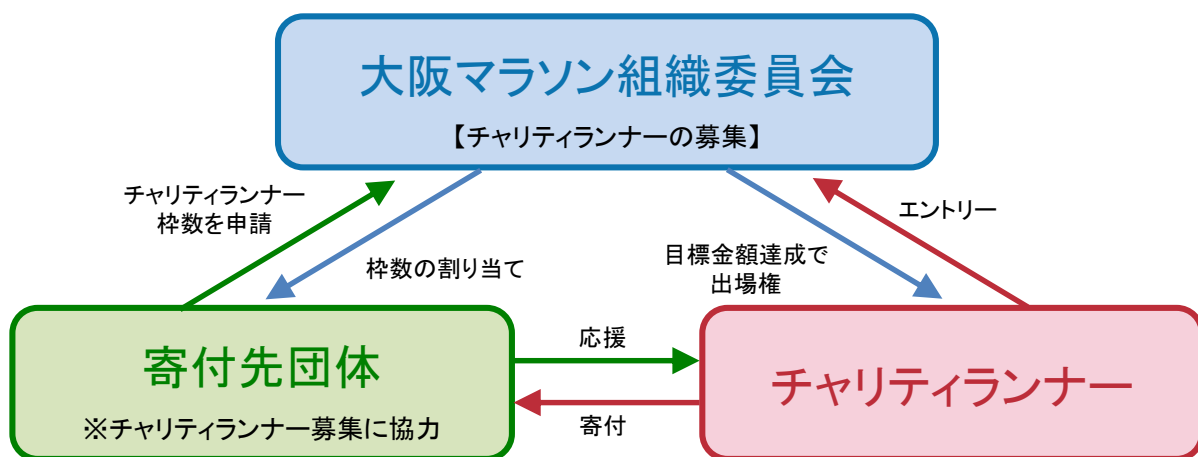 大阪マラソン組織委員会
【チャリティランナーの募集】
チャリティランナー
枠数を申請
枠数の割り当て
目標金額達成で
出場権
エントリー
寄付先団体
※チャリティランナー募集に協力
応援
寄付
チャリティランナー